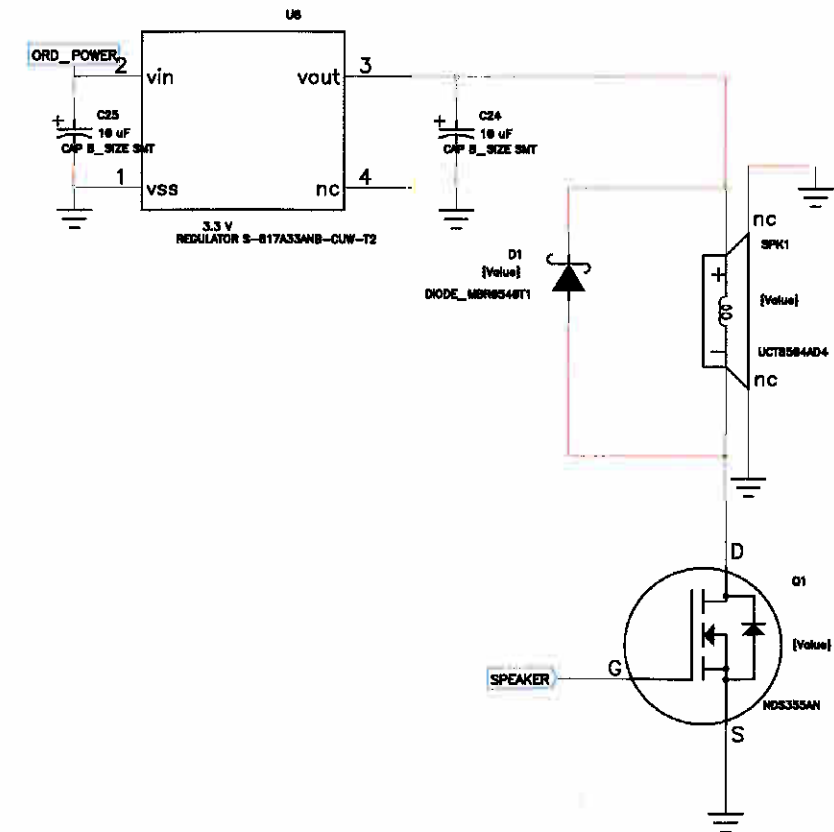 U6
ORD_POWER
2
vin
vout
3
+
C25
10 uF
CAP B_SIZE SMT
+
C24
10 uF
CAP B_SIZE SMT
1
vss
nc
4
3.3 V
REGULATOR S-817A33ANB-CUW-T2
nc
SPK1
D1
{Value}
DIODE_MBR0540T1
+
{Value}
UCT8564AD4
nc
D
Q1
{Value}
SPEAKER
G
NDS355AN
S